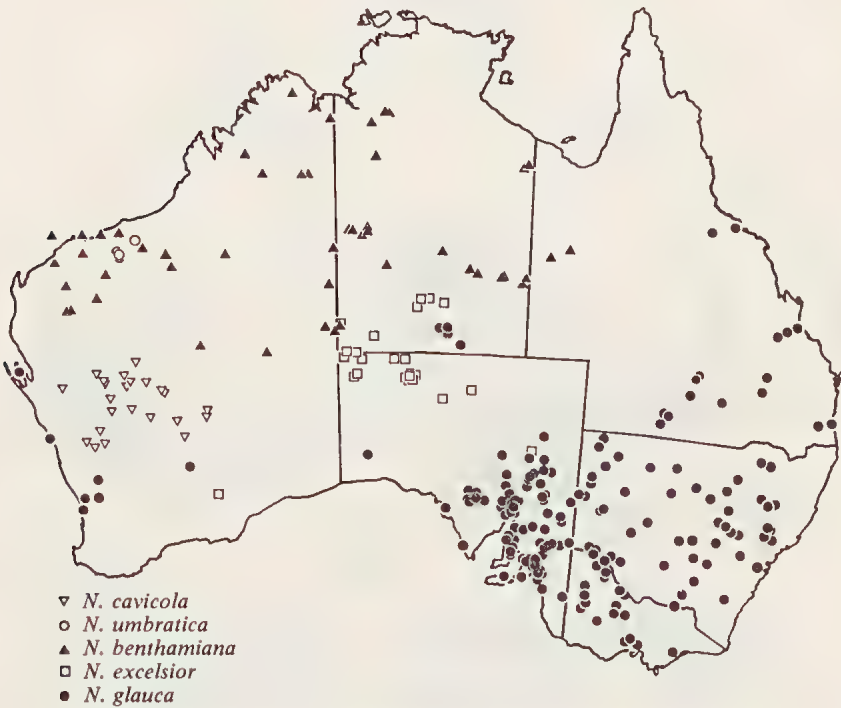 N. cavicola
N. umbratica
N. benthamiana
N. excelsior
N. glauca